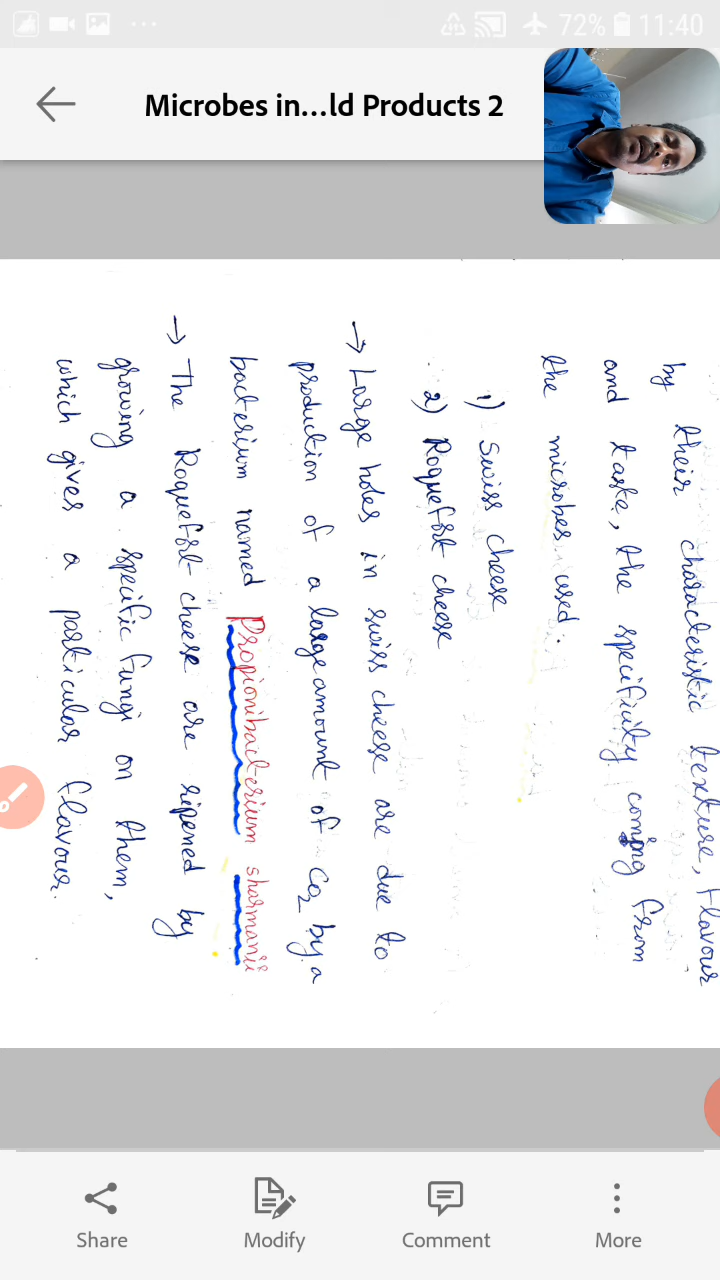 72% 11:40
Microbes in...ld Products 2
by their characteristic texture, flavour
and taste, the specificity coming from
the microbes used.
1) Swiss cheese
2) Roquefort cheese
→ Large holes in swiss cheese are due to
production of a large amount of CO2 by a
bacterium named Propionibacterium sharmanii
→ The Roquefort cheese are ripened by
growing a specific fungi on them,
which gives a particular flavour.
Share Modify Comment More